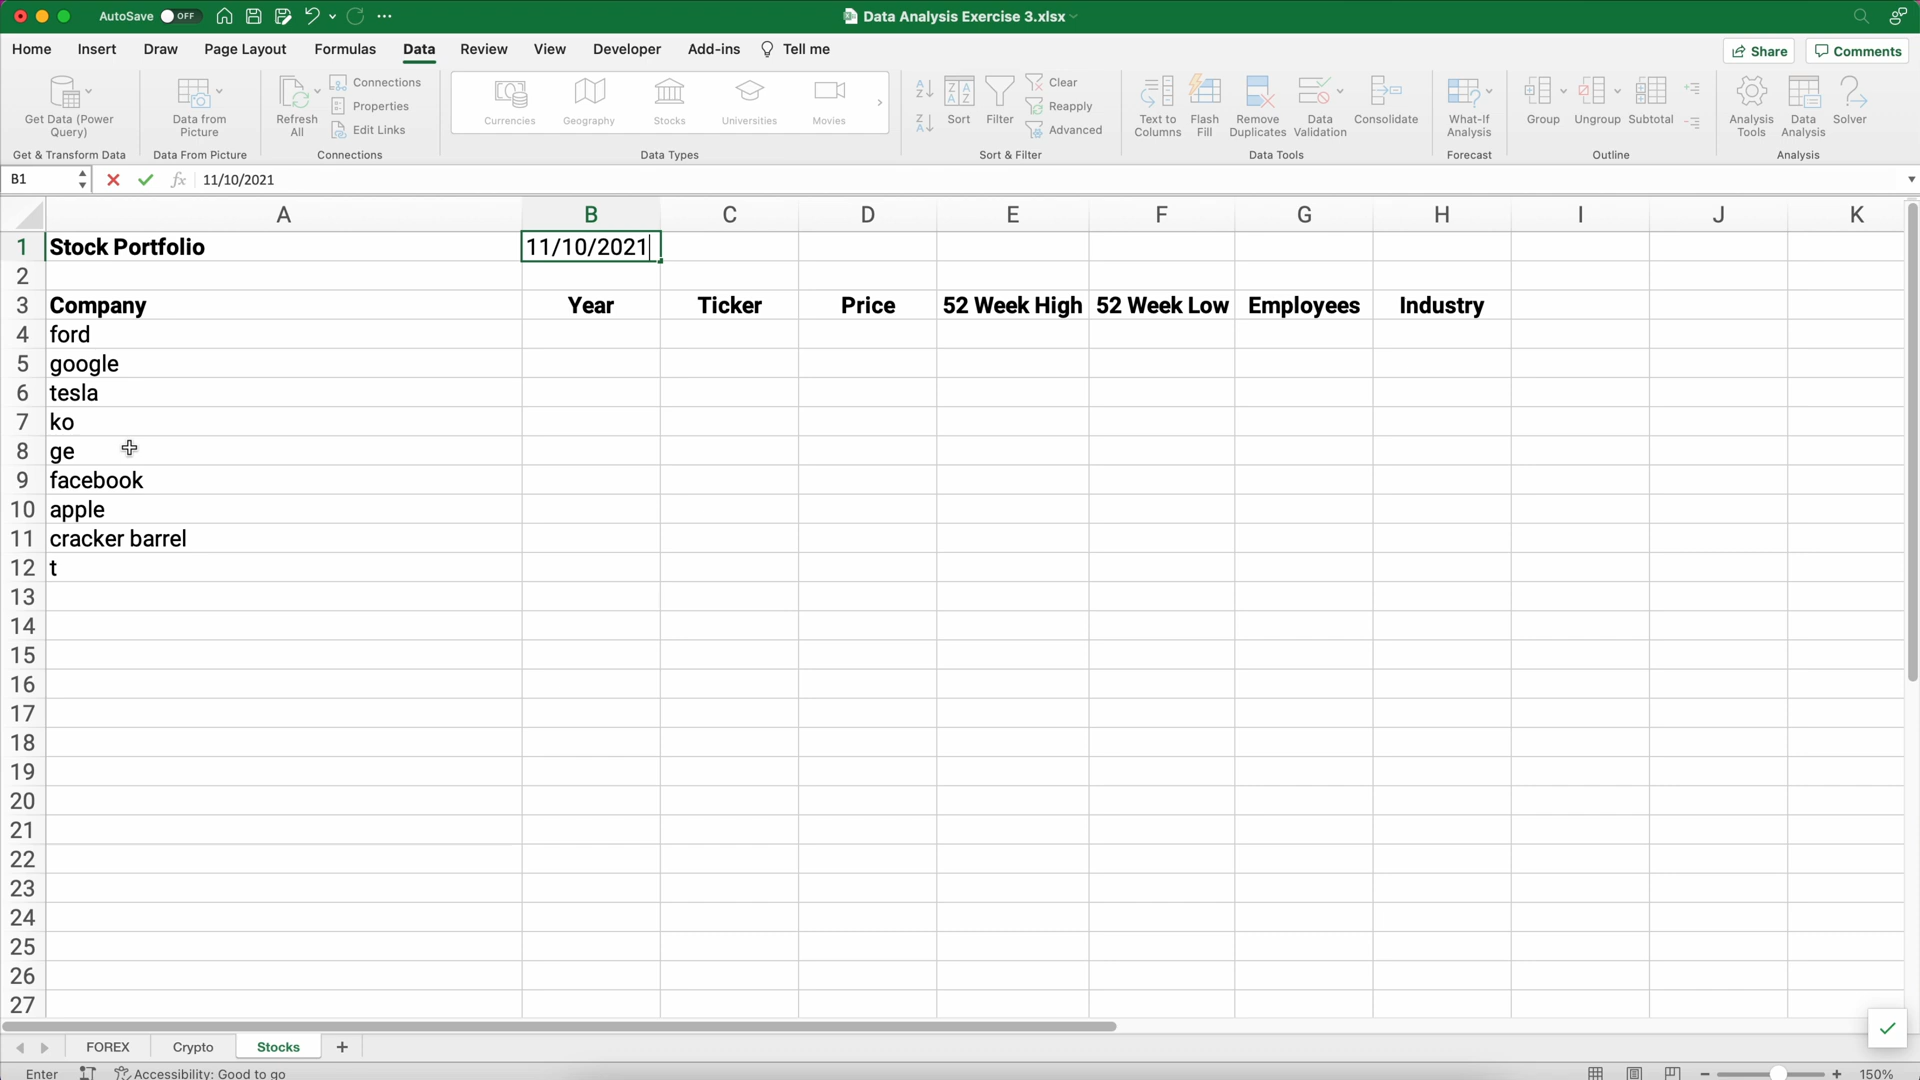 AutoSave OFF Data Analysis Exercise 3.xlsx
Home Insert Draw Page Layout Formulas Data Review View Developer Add-ins Tell me Share Comments
Get Data (Power Query)
Get & Transform Data
Data from Picture
Data From Picture
Refresh All
Connections
Properties
Edit Links
Connections
Currencies Geography Stocks Universities Movies
Data Types
Sort Filter
Clear
Reapply
Advanced
Sort & Filter
Text to Columns
Flash Fill
Remove Duplicates
Data Validation
Consolidate
Data Tools
What-If Analysis
Forecast
Group Ungroup Subtotal
Outline
Analysis Tools
Data Analysis
Solver
Analysis
B1 fx 11/10/2021
A B C D E F G H I J K
1 Stock Portfolio 11/10/2021
2
3 Company Year Ticker Price 52 Week High 52 Week Low Employees Industry
4 ford
5 google
6 tesla
7 ko
8 ge
9 facebook
10 apple
11 cracker barrel
12 t
13
14
15
16
17
18
19
20
21
22
23
24
25
26
27
FOREX Crypto Stocks
Enter Accessibility: Good to go 150%